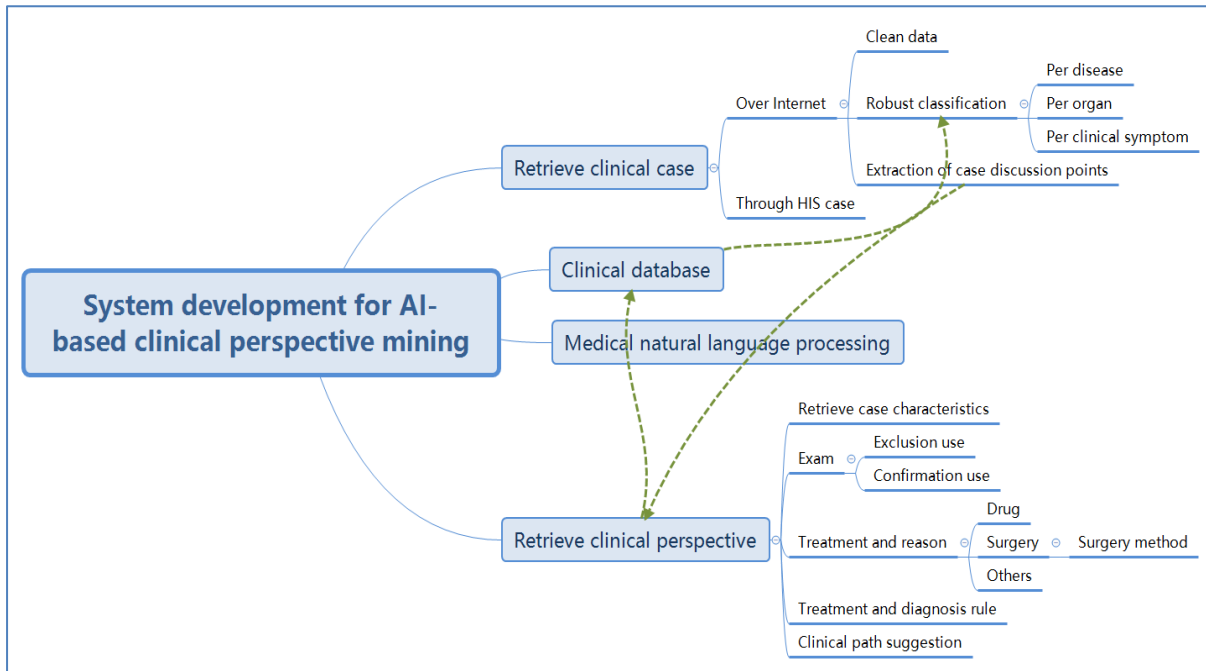 System development for AI-
based clinical perspective mining
Retrieve clinical case
Over Internet
Clean data
Robust classification
Per disease
Per organ
Per clinical symptom
Extraction of case discussion points
Through HIS case
Clinical database
Medical natural language processing
Retrieve clinical perspective
Retrieve case characteristics
Exam
Exclusion use
Confirmation use
Treatment and reason
Drug
Surgery
Surgery method
Others
Treatment and diagnosis rule
Clinical path suggestion